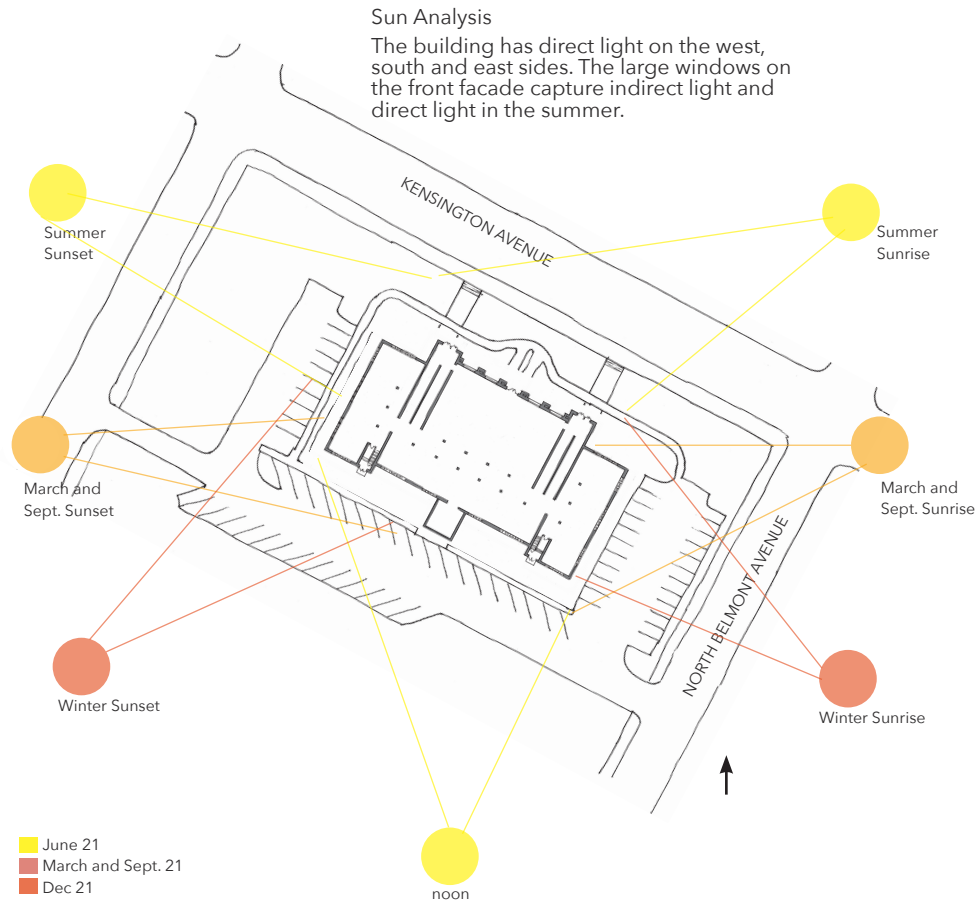 Sun Analysis
The building has direct light on the west,
south and east sides. The large windows on
the front facade capture indirect light and
direct light in the summer.
KENSINGTON AVENUE
Summer
Sunset
Summer
Sunrise
March and
Sept. Sunset
March and
Sept. Sunrise
NORTH BELMONT AVENUE
Winter Sunset
Winter Sunrise
June 21
March and Sept. 21
Dec 21
noon